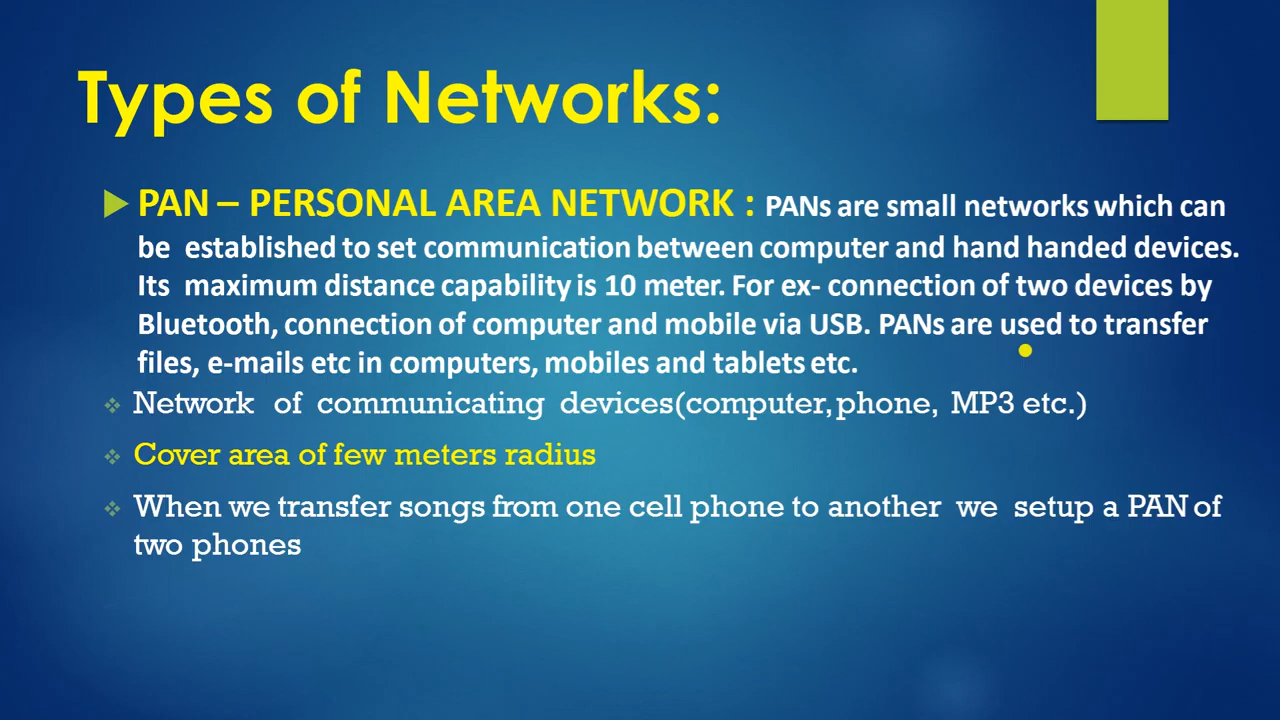 Types of Networks:
PAN – PERSONAL AREA NETWORK : PANs are small networks which can
be established to set communication between computer and hand handed devices.
Its maximum distance capability is 10 meter. For ex- connection of two devices by
Bluetooth, connection of computer and mobile via USB. PANs are used to transfer
files, e-mails etc in computers, mobiles and tablets etc.
Network of communicating devices(computer, phone, MP3 etc.)
Cover area of few meters radius
When we transfer songs from one cell phone to another we setup a PAN of
two phones